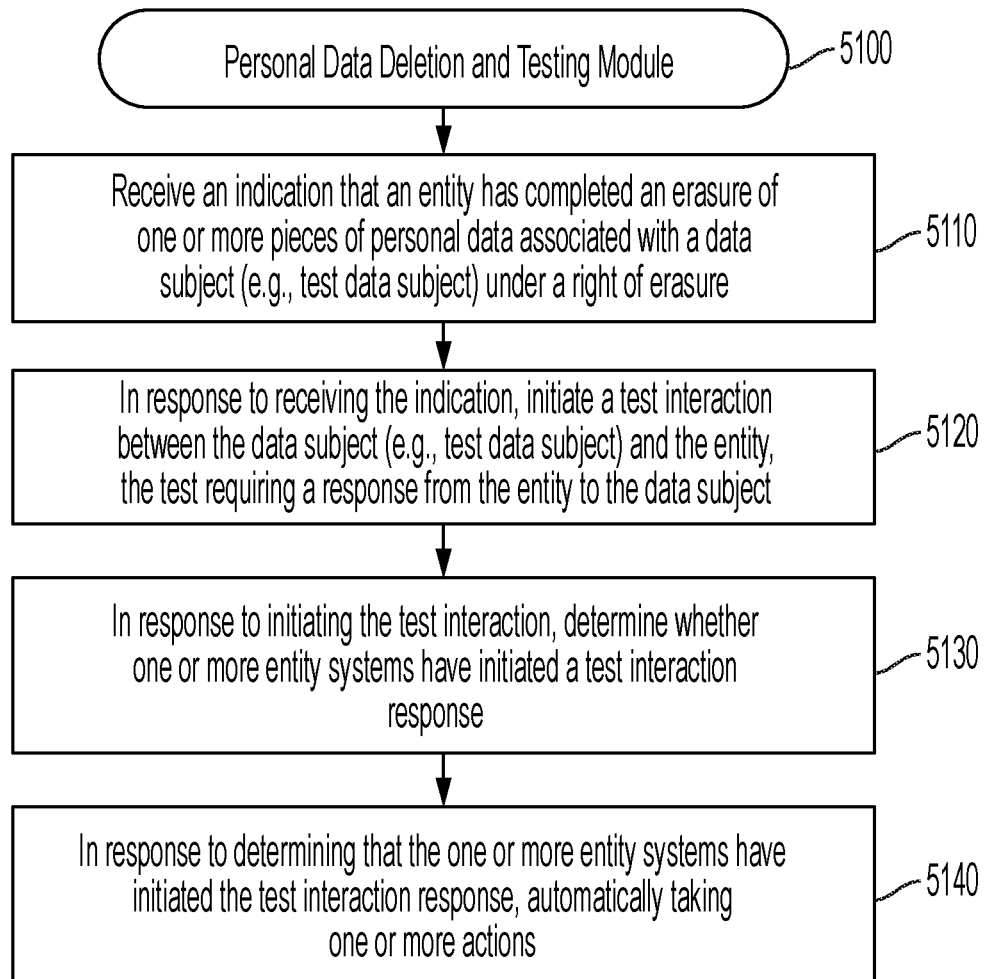 Personal Data Deletion and Testing Module
5100
Receive an indication that an entity has completed an erasure of
one or more pieces of personal data associated with a data
subject (e.g., test data subject) under a right of erasure
5110
In response to receiving the indication, initiate a test interaction
between the data subject (e.g., test data subject) and the entity,
the test requiring a response from the entity to the data subject
5120
In response to initiating the test interaction, determine whether
one or more entity systems have initiated a test interaction
response
5130
In response to determining that the one or more entity systems have
initiated the test interaction response, automatically taking
one or more actions
5140